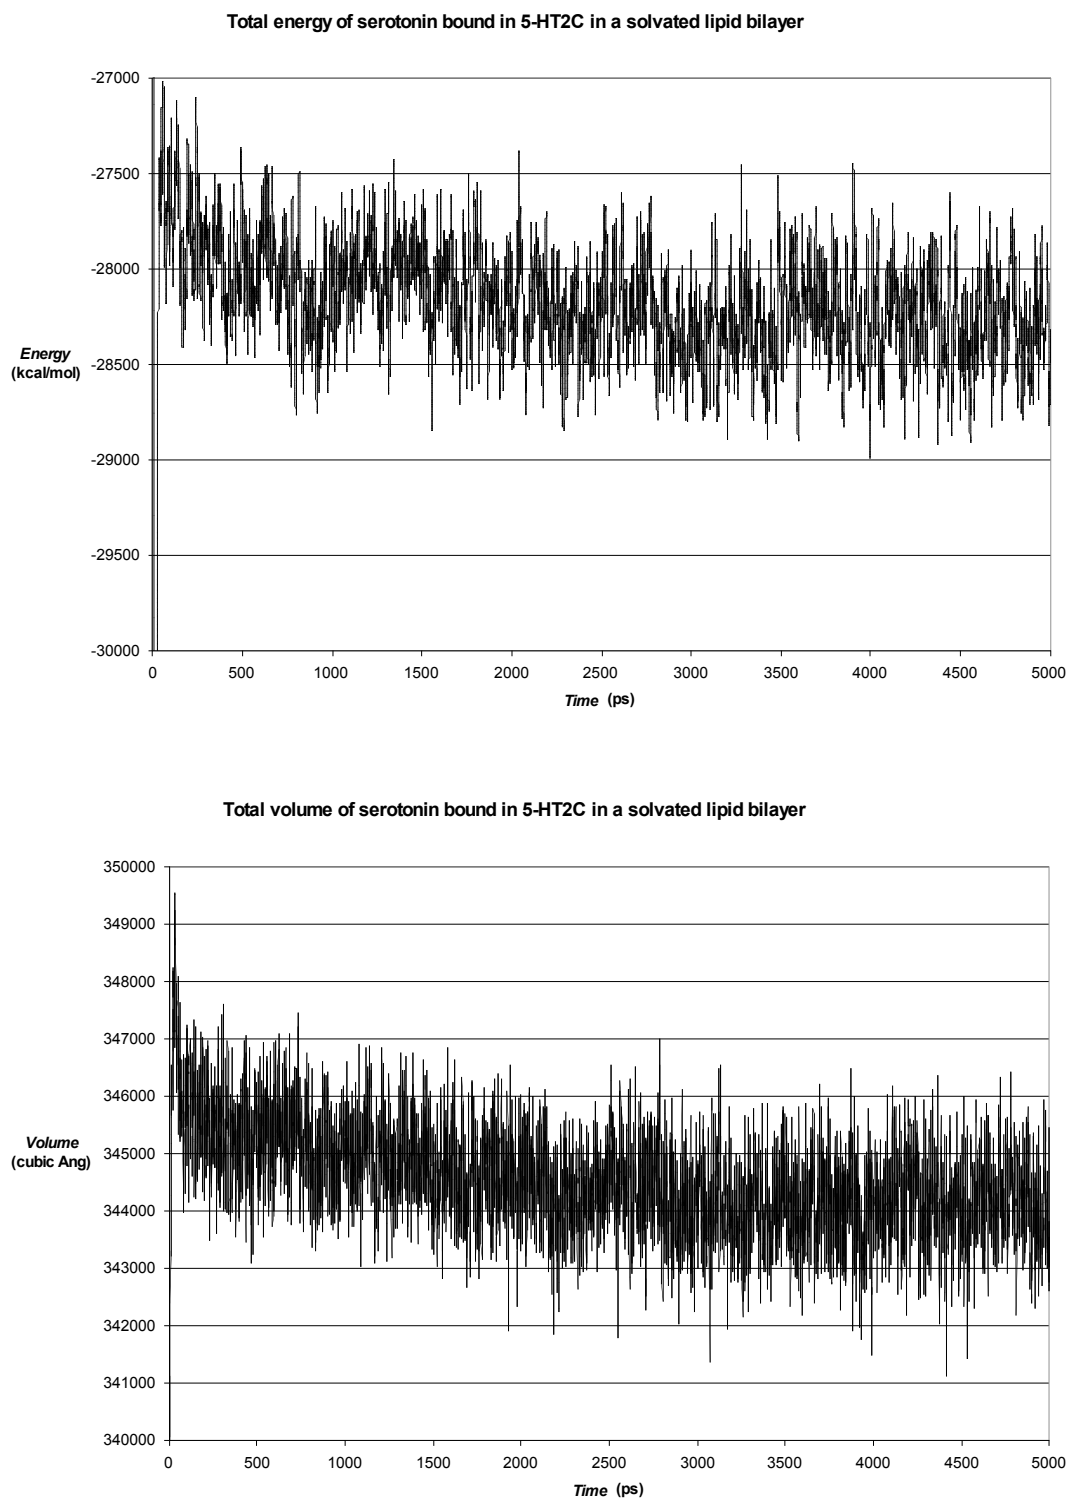 Total energy of serotonin bound in 5-HT2C in a solvated lipid bilayer
-27000
-27500
-28000
Energy
(kcal/mol)
-28500
-29000
-29500
-30000
0 500 1000 1500 2000 2500 3000 3500 4000 4500 5000
Time (ps)
Total volume of serotonin bound in 5-HT2C in a solvated lipid bilayer
350000
349000
348000
347000
346000
Volume
(cubic Ang)
345000
344000
343000
342000
341000
340000
0 500 1000 1500 2000 2500 3000 3500 4000 4500 5000
Time (ps)